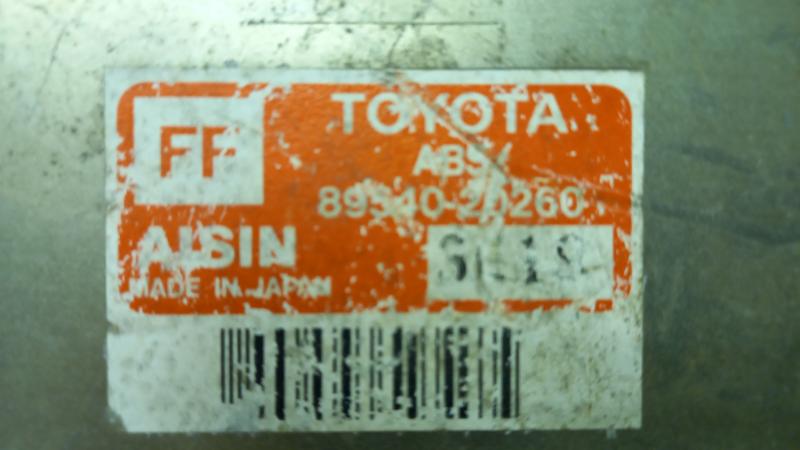 FF
TOYOTA
ABS
89540-20260
AISIN
MADE IN JAPAN